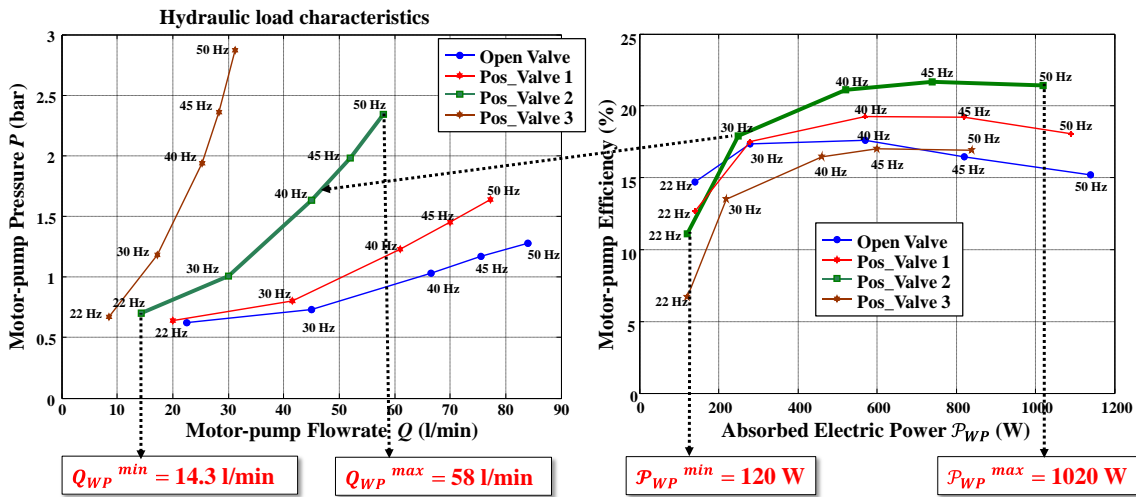 Hydraulic load characteristics
Motor-pump Pressure P (bar)
3
2.5
2
1.5
1
0.5
0
0
10
20
30
40
50
60
70
80
90
Motor-pump Flowrate Q (l/min)
Open Valve
Pos_Valve 1
Pos_Valve 2
Pos_Valve 3
50 Hz
45 Hz
40 Hz
30 Hz
22 Hz
50 Hz
45 Hz
40 Hz
30 Hz
22 Hz
50 Hz
45 Hz
40 Hz
30 Hz
22 Hz
50 Hz
45 Hz
40 Hz
30 Hz
Q_WP^min = 14.3 l/min
Q_WP^max = 58 l/min
Motor-pump Efficiency (%)
25
20
15
10
5
0
0
200
400
600
800
1000
1200
Absorbed Electric Power 𝒫_WP (W)
40 Hz
45 Hz
50 Hz
30 Hz
22 Hz
40 Hz
45 Hz
50 Hz
22 Hz
40 Hz
30 Hz
45 Hz
50 Hz
22 Hz
40 Hz
45 Hz
50 Hz
30 Hz
22 Hz
Open Valve
Pos_Valve 1
Pos_Valve 2
Pos_Valve 3
𝒫_WP^min = 120 W
𝒫_WP^max = 1020 W